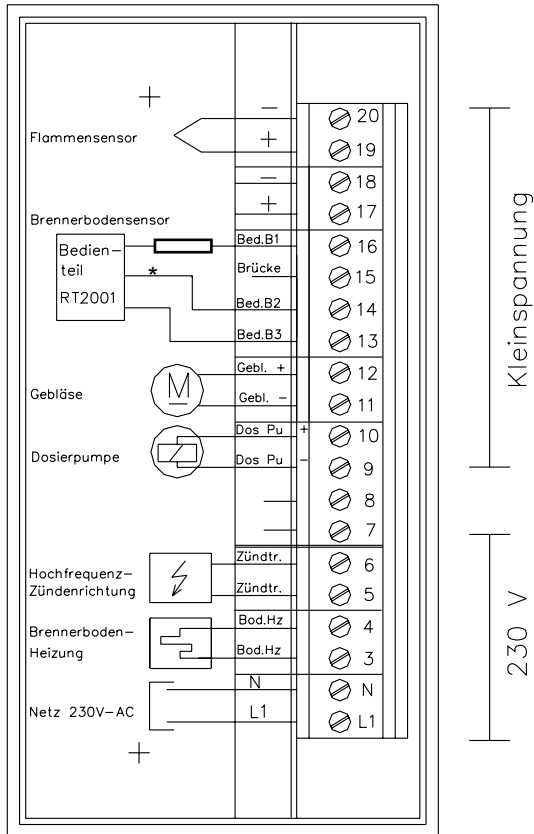 − 20
Flammensensor + 19
− 18
+ 17
Brennerbodensensor
Bedien−
teil
RT2001
*
Bed.B1 16
Brücke 15
Bed.B2 14
Bed.B3 13
Gebläse M Gebl. + 12
Gebl. − 11
Dosierpumpe Dos Pu + 10
Dos Pu − 9
8
7
Hochfrequenz−
Zündenrichtung
Zündtr. 6
Zündtr. 5
Brennerboden−
Heizung
Bod.Hz 4
Bod.Hz 3
Netz 230V−AC N N
L1 L1
Kleinspannung
230 V